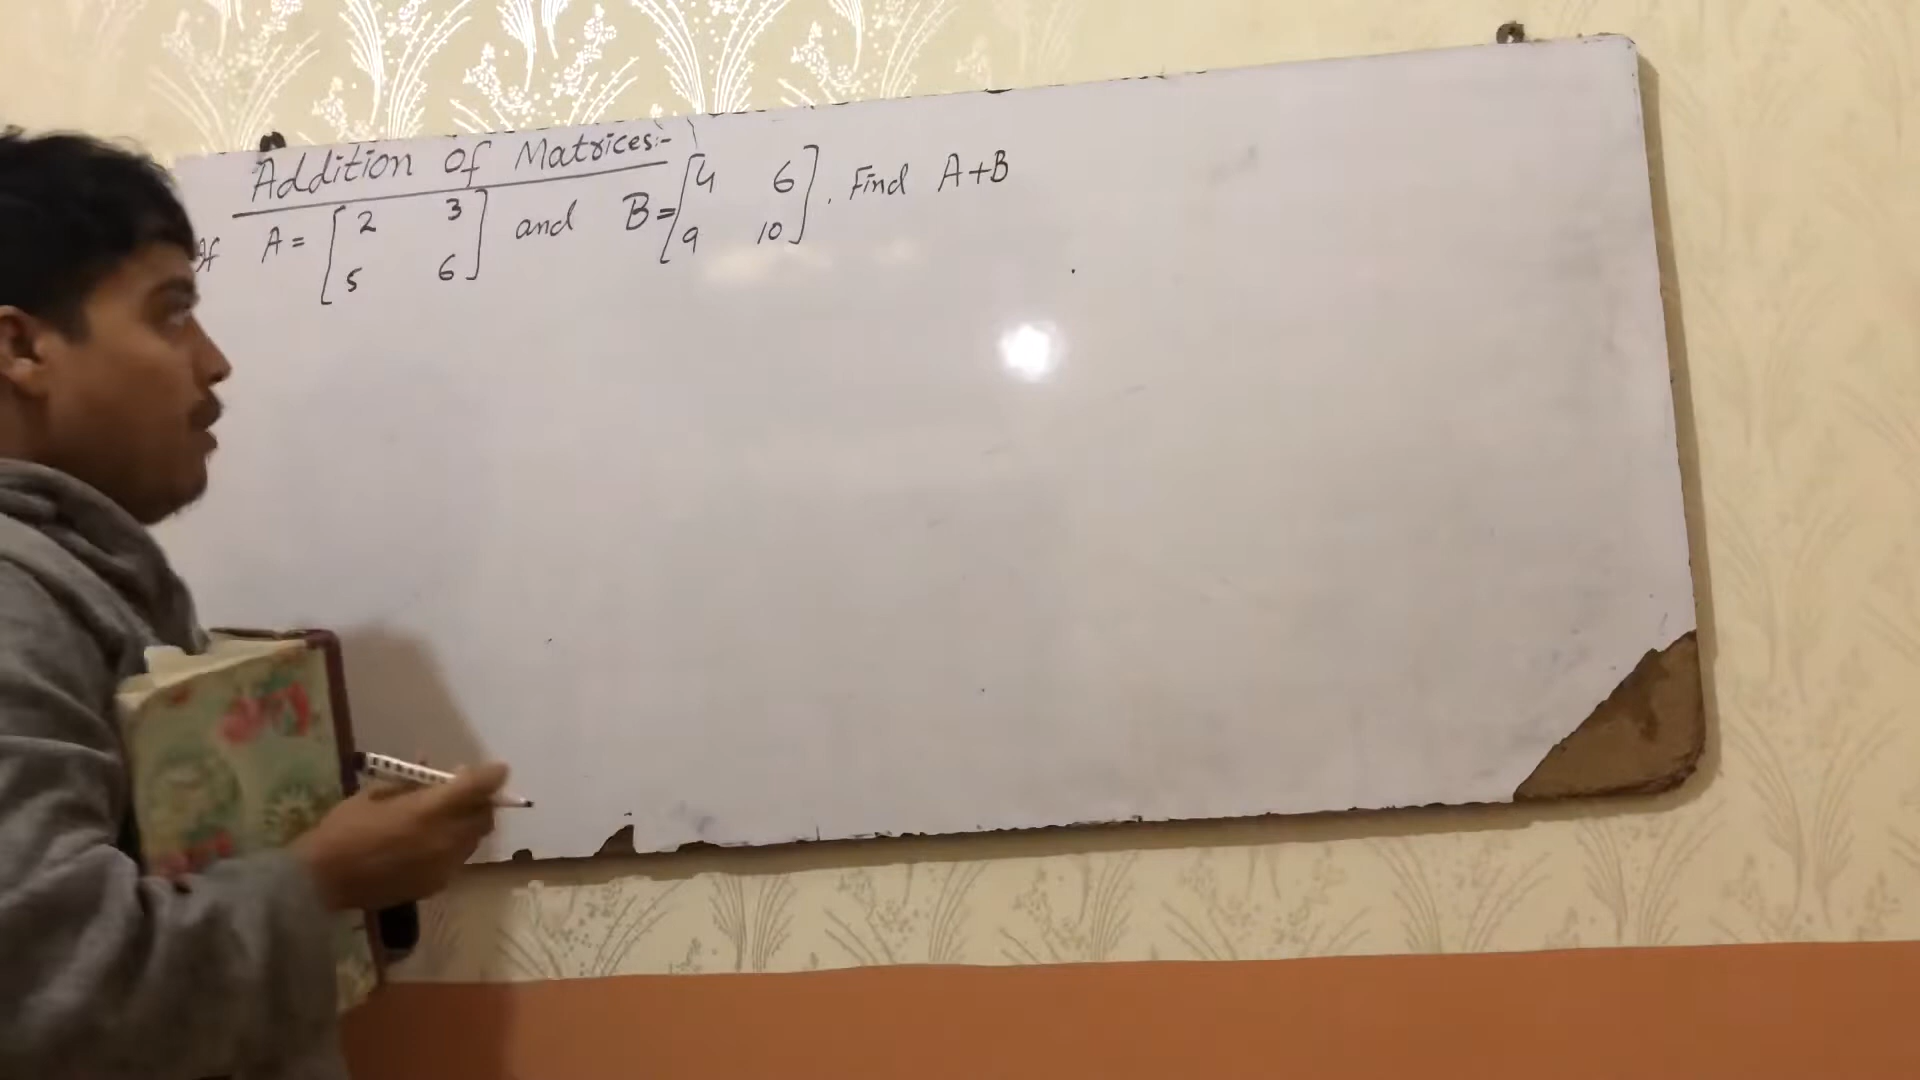 Addition of Matrices:-
If A = [2 3
5 6] and B = [4 6
9 10]. Find A+B